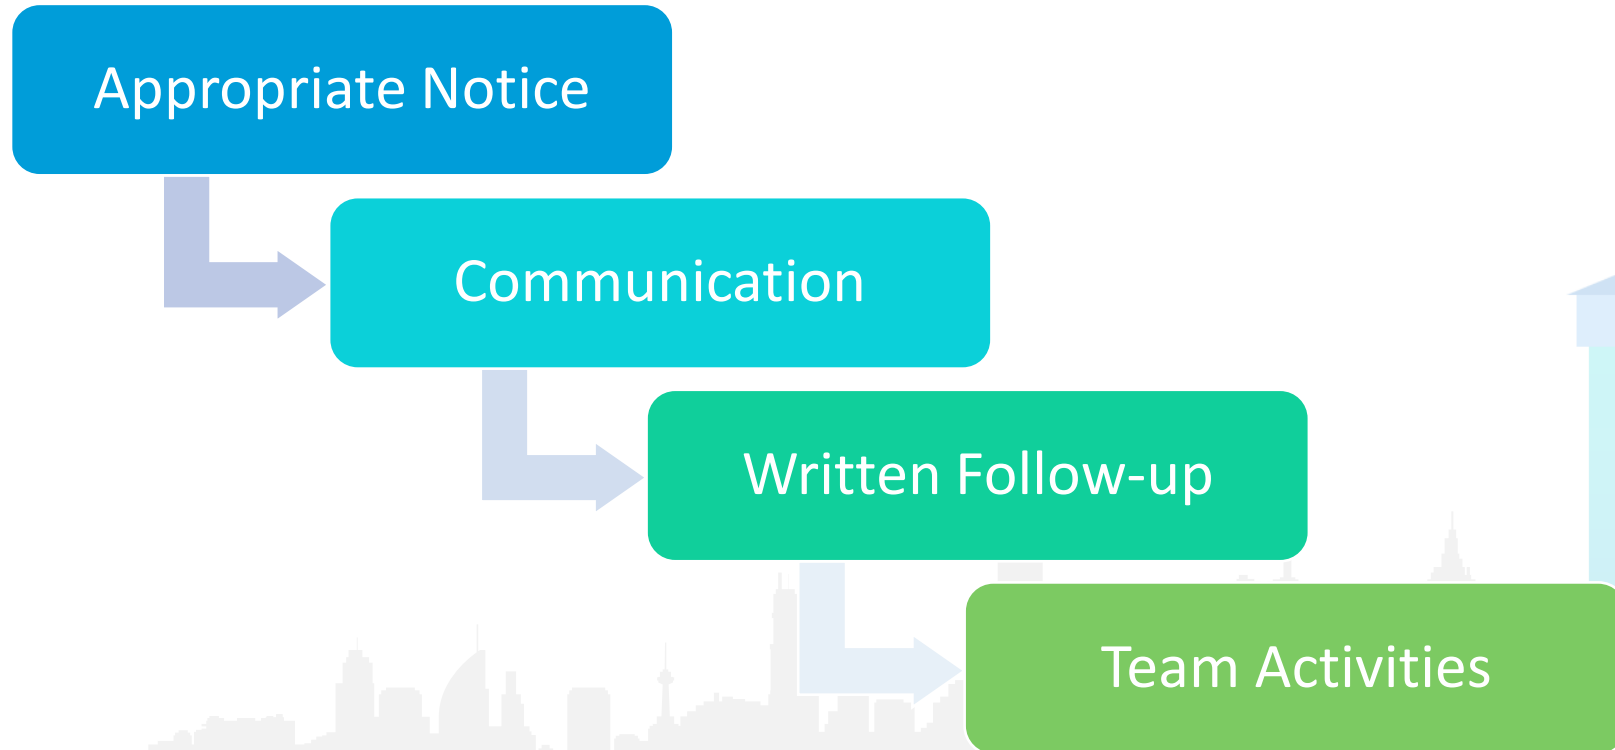 Appropriate Notice
Communication
Written Follow-up
Team Activities